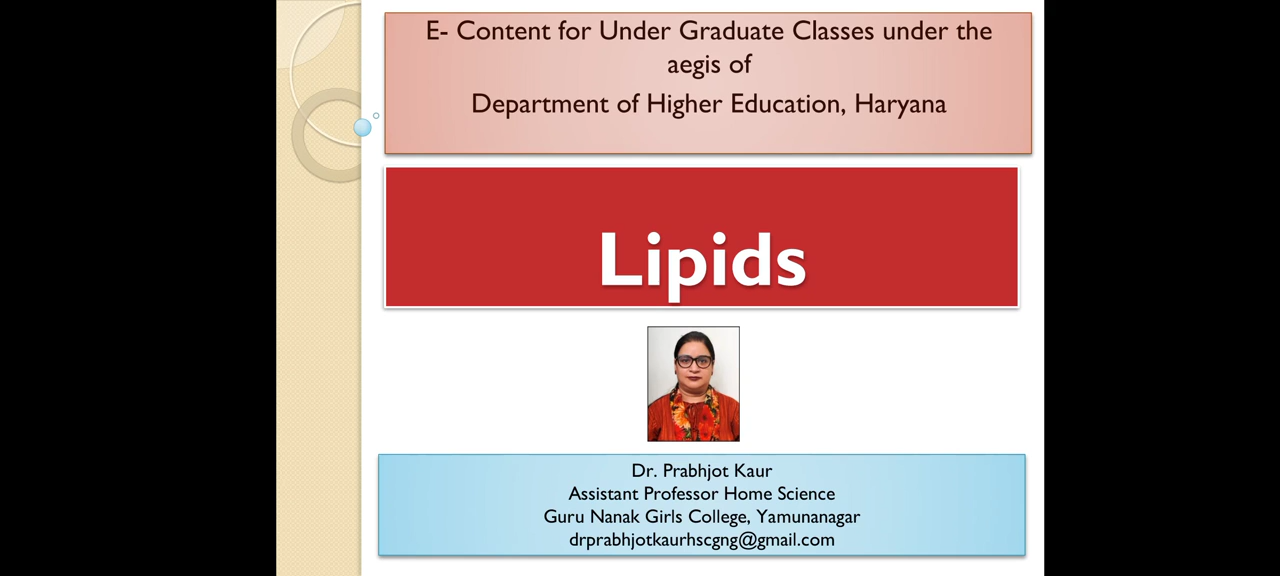 E- Content for Under Graduate Classes under the
aegis of
Department of Higher Education, Haryana
Lipids
Dr. Prabhjot Kaur
Assistant Professor Home Science
Guru Nanak Girls College, Yamunanagar
drprabhjotkaurhscgng@gmail.com